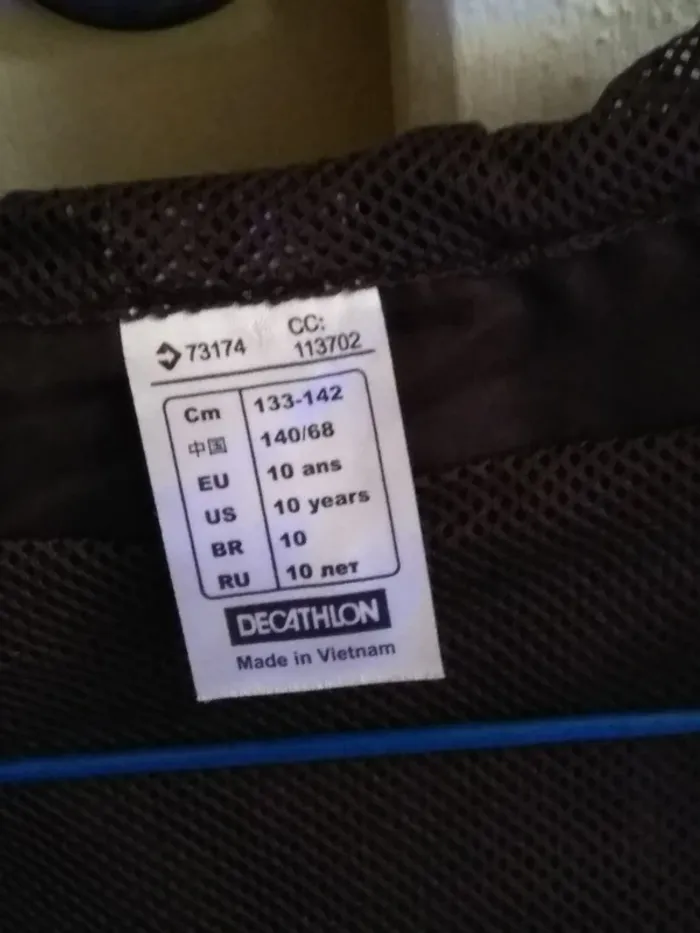 73174 CC: 113702
Cm 133-142
中国 140/68
EU 10 ans
US 10 years
BR 10
RU 10 лет
DECATHLON
Made in Vietnam